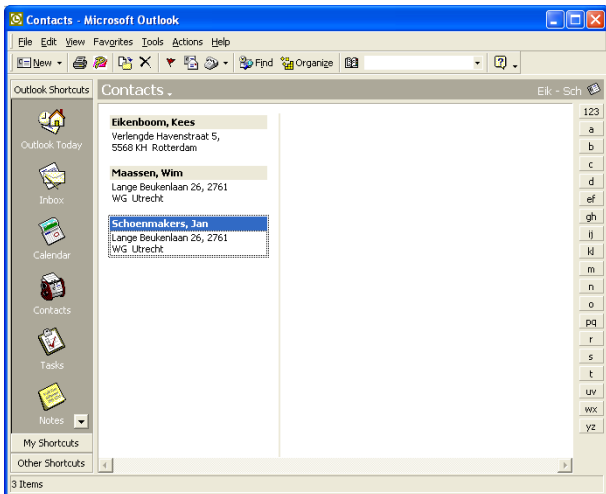 Contacts - Microsoft Outlook
File Edit View Favorites Tools Actions Help
New Find Organize
Outlook Shortcuts
Contacts .
Eik - Sch
Outlook Today
Inbox
Calendar
Contacts
Tasks
Notes
My Shortcuts
Other Shortcuts
Eikenboom, Kees
Verlengde Havenstraat 5,
5568 KH Rotterdam
Maassen, Wim
Lange Beukenlaan 26, 2761
WG Utrecht
Schoenmakers, Jan
Lange Beukenlaan 26, 2761
WG Utrecht
123
a
b
c
d
ef
gh
ij
kl
m
n
o
pq
r
s
t
uv
wx
yz
3 Items